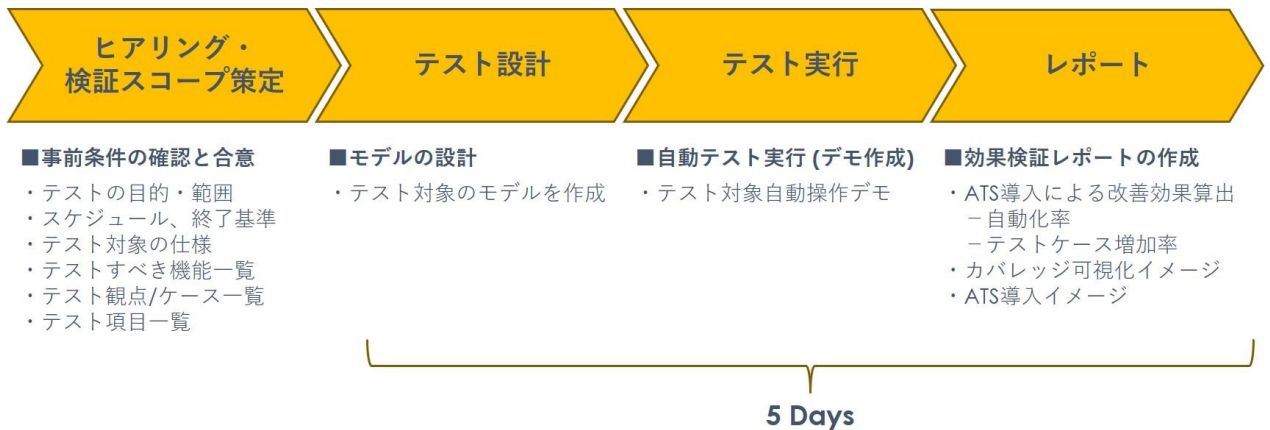 ヒアリング・
検証スコープ策定
テスト設計
テスト実行
レポート
■事前条件の確認と合意
・テストの目的・範囲
・スケジュール、終了基準
・テスト対象の仕様
・テストすべき機能一覧
・テスト観点/ケース一覧
・テスト項目一覧
■モデルの設計
・テスト対象のモデルを作成
■自動テスト実行 (デモ作成)
・テスト対象自動操作デモ
■効果検証レポートの作成
・ATS導入による改善効果算出
－自動化率
－テストケース増加率
・カバレッジ可視化イメージ
・ATS導入イメージ
5 Days